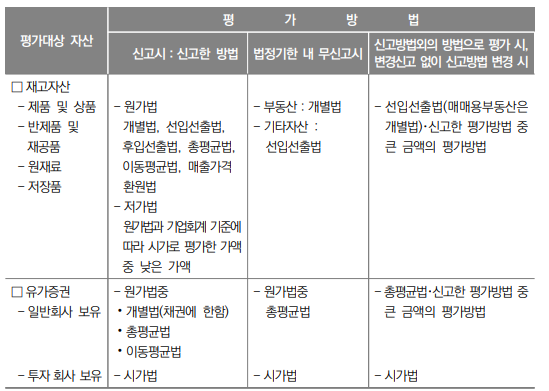 평가대상 자산
평 가 방 법
신고시 : 신고한 방법
법정기한 내 무신고시
신고방법외의 방법으로 평가 시,
변경신고 없이 신고방법 변경 시
□ 재고자산
– 제품 및 상품
– 반제품 및
재공품
– 원재료
– 저장품
– 원가법
개별법, 선입선출법,
후입선출법, 총평균법,
이동평균법, 매출가격
환원법
– 저가법
원가법과 기업회계 기준에
따라 시가로 평가한 가액
중 낮은 가액
– 부동산 : 개별법
– 기타자산 :
선입선출법
– 선입선출법(매매용부동산은
개별법)·신고한 평가방법 중
큰 금액의 평가방법
□ 유가증권
– 일반회사 보유
– 원가법중
• 개별법(채권에 한함)
• 총평균법
• 이동평균법
– 원가법중
총평균법
– 총평균법·신고한 평가방법 중
큰 금액의 평가방법
– 투자 회사 보유
– 시가법
– 시가법
– 시가법